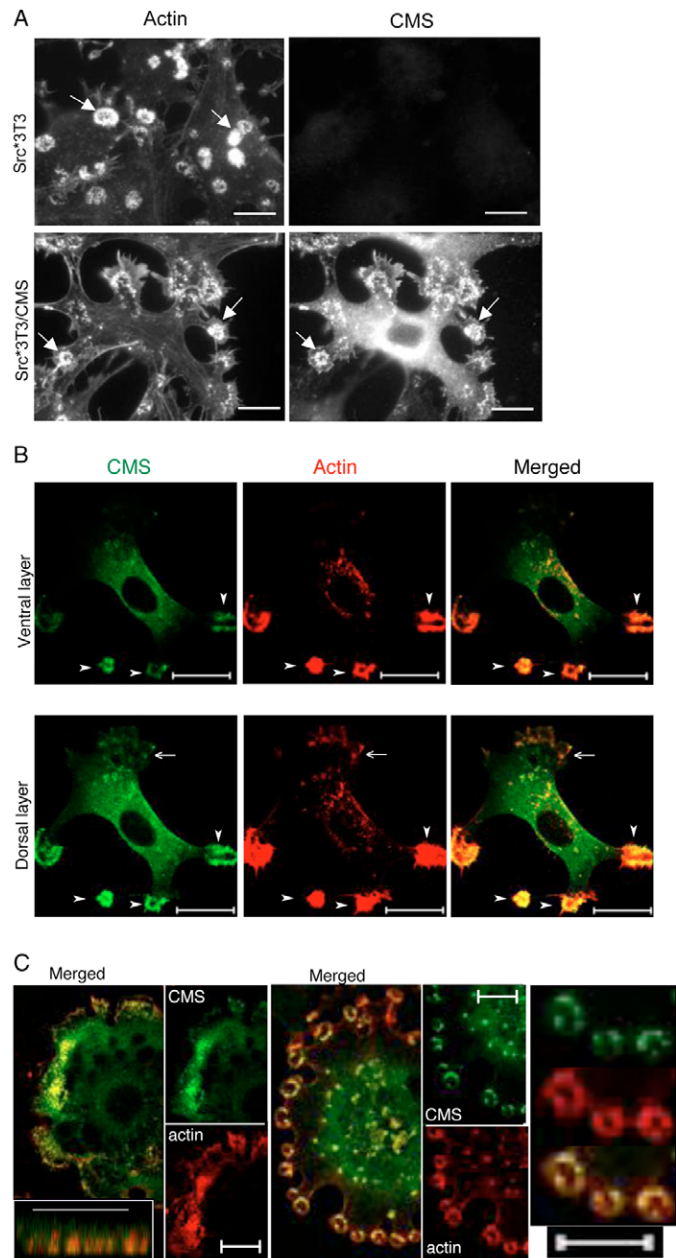 A
Actin CMS
Src*3T3
Src*3T3/CMS
B
CMS Actin Merged
Ventral layer
Dorsal layer
C
Merged
CMS
actin
Merged
CMS
actin